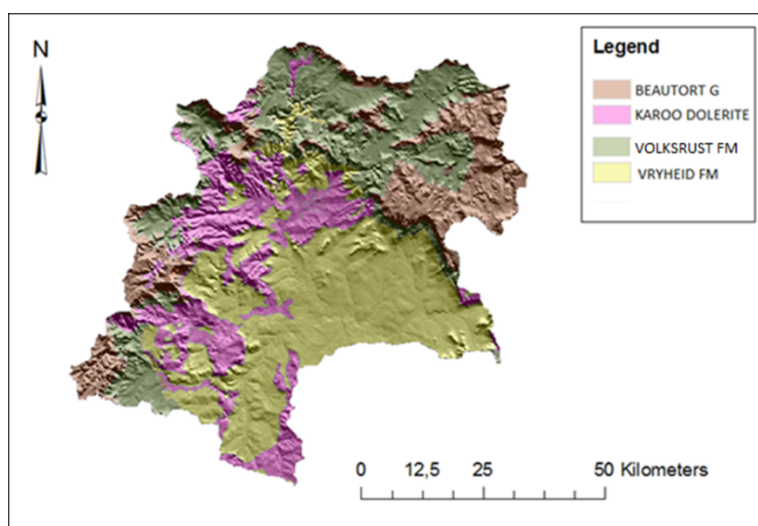 N
Legend
BEAUTORT G
KAROO DOLERITE
VOLKSRUST FM
VRYHEID FM
0 12,5 25 50 Kilometers